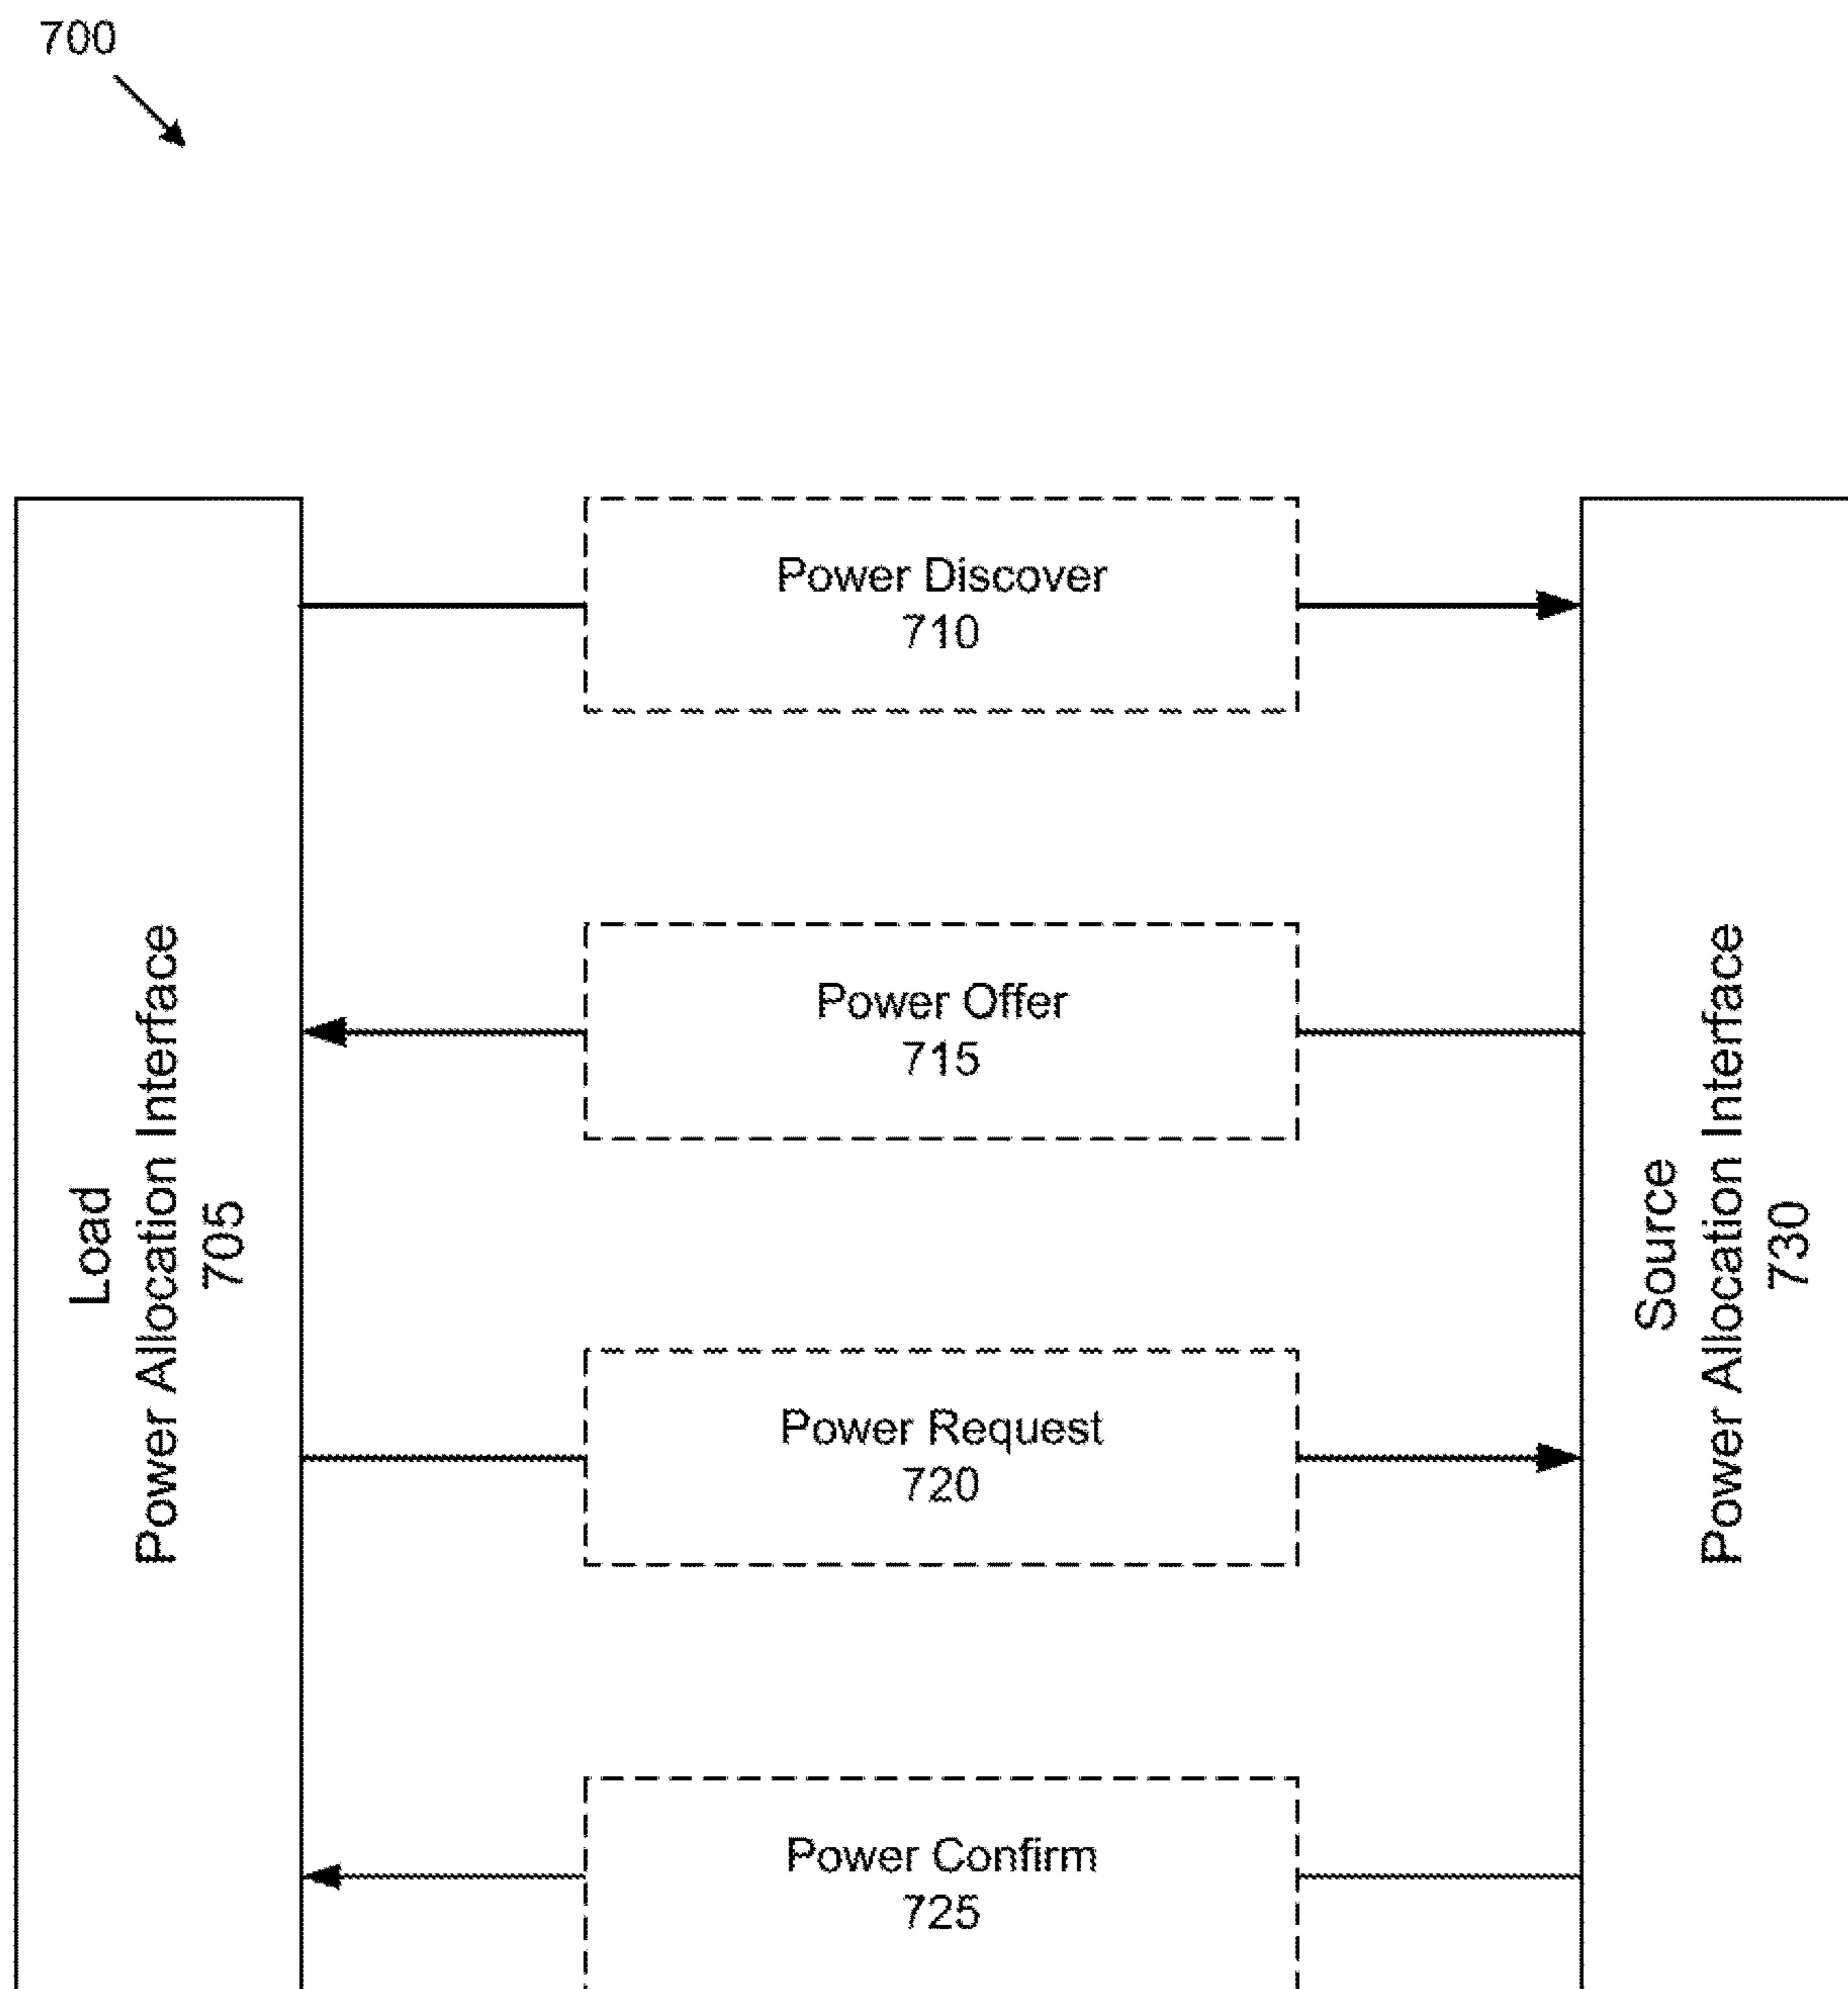 700
Power Discover
710
Power Offer
715
Load
Power Allocation Interface
705
Source
Power Allocation Interface
730
Power Request
720
Power Confirm
725